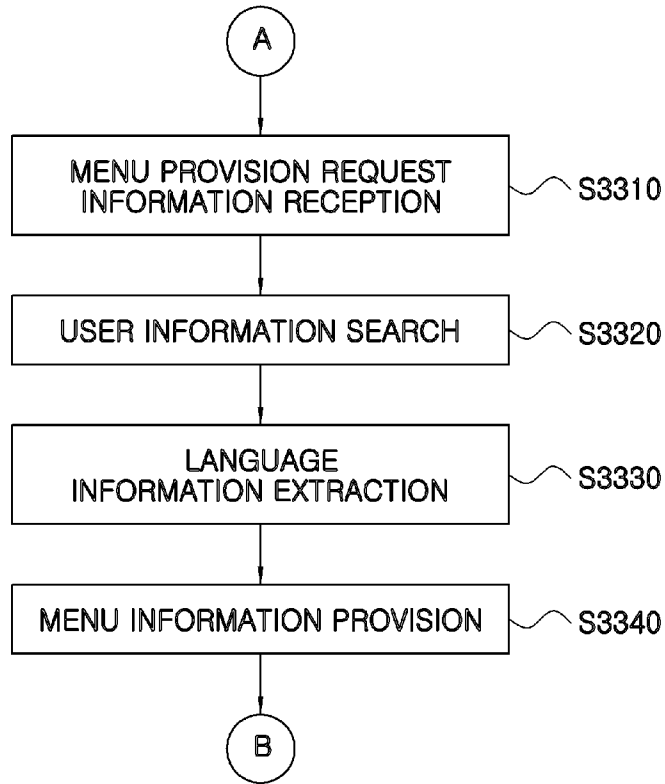 A
MENU PROVISION REQUEST
INFORMATION RECEPTION
S3310
USER INFORMATION SEARCH
S3320
LANGUAGE
INFORMATION EXTRACTION
S3330
MENU INFORMATION PROVISION
S3340
B